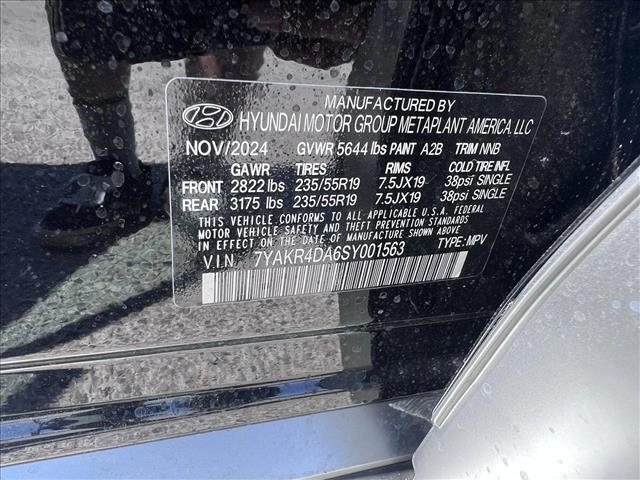 MANUFACTURED BY
HYUNDAI MOTOR GROUP METAPLANT AMERICA, LLC
NOV/2024 GVWR 5644 lbs PAINT A2B TRIM NNB
GAWR TIRES RIMS COLD TIRE INFL
FRONT 2822 lbs 235/55R19 7.5JX19 38psi SINGLE
REAR 3175 lbs 235/55R19 7.5JX19 38psi SINGLE
THIS VEHICLE CONFORMS TO ALL APPLICABLE U.S.A. FEDERAL
MOTOR VEHICLE SAFETY AND THEFT PREVENTION STANDARDS
IN EFFECT ON THE DATE OF MANUFACTURE SHOWN ABOVE.
V.I.N. 7YAKR4DA6SY001563 TYPE:MPV